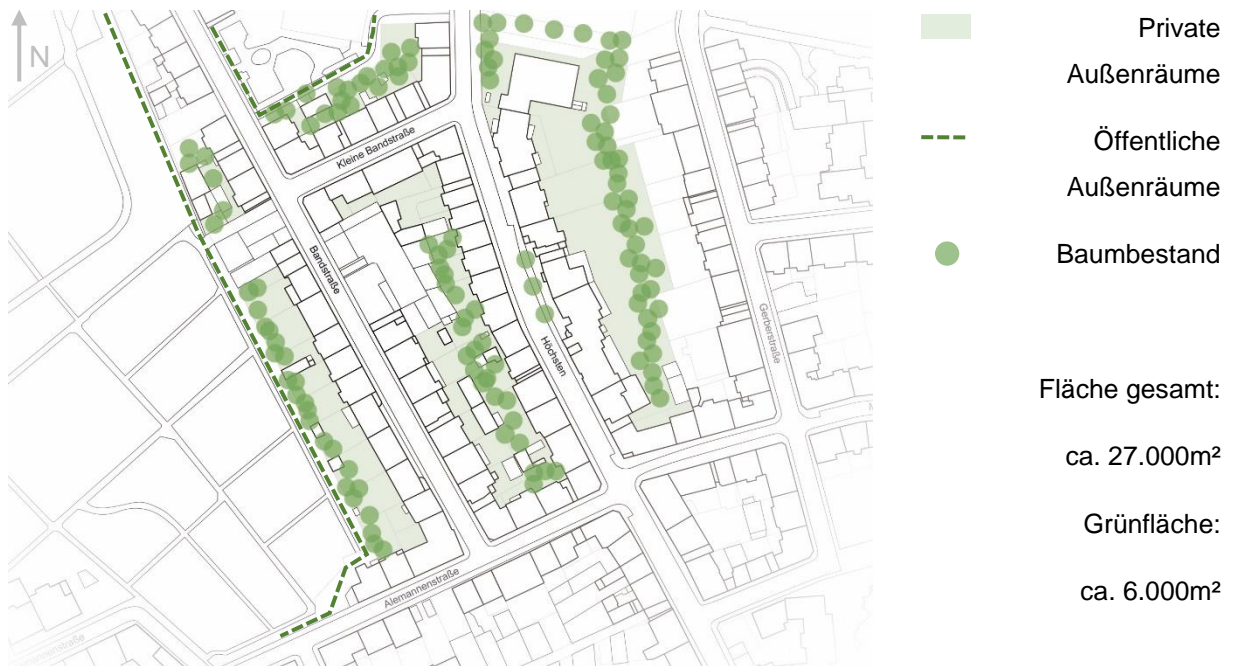 N
Kleine Bandstraße
Bandstraße
Höchsten
Gerberstraße
Alemannenstraße
Private
Außenräume
Öffentliche
Außenräume
Baumbestand
Fläche gesamt:
ca. 27.000m²
Grünfläche:
ca. 6.000m²